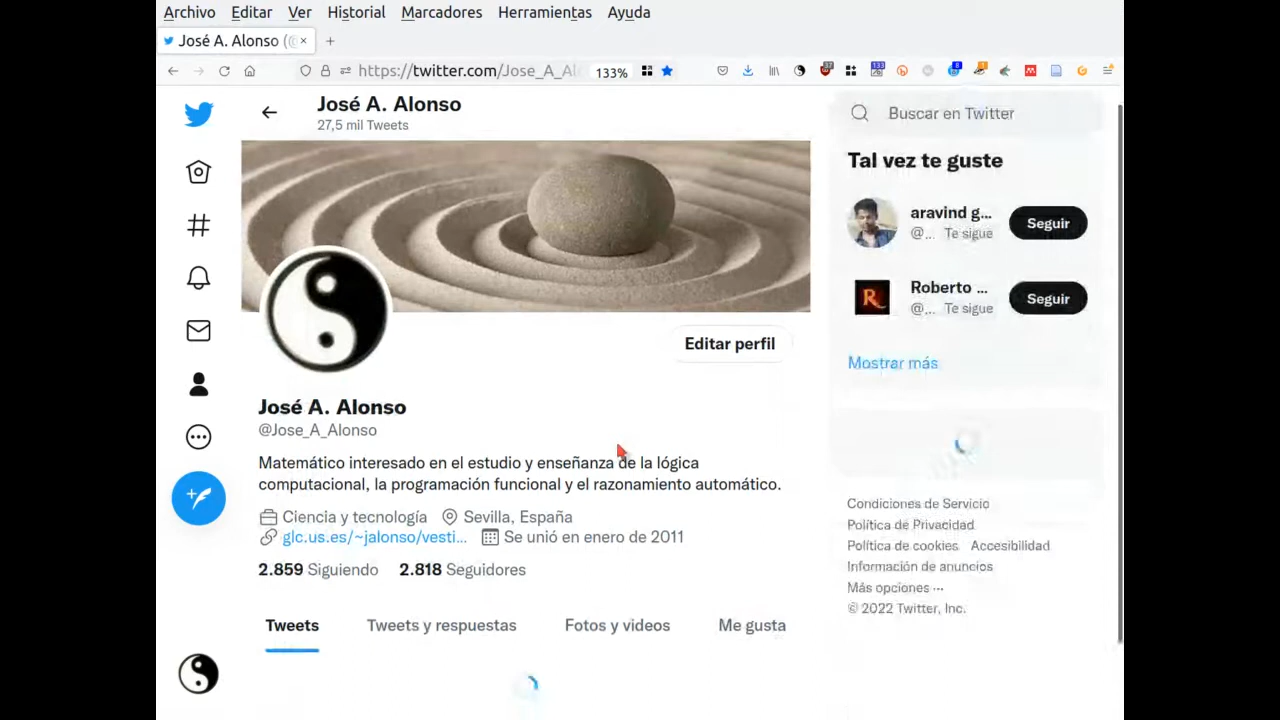 Archivo Editar Ver Historial Marcadores Herramientas Ayuda
José A. Alonso (@
https://twitter.com/Jose_A_Al 133%
José A. Alonso
27,5 mil Tweets
Buscar en Twitter
Tal vez te guste
aravind g...
@... Te sigue
Seguir
Roberto ...
@... Te sigue
Seguir
Mostrar más
Editar perfil
José A. Alonso
@Jose_A_Alonso
Matemático interesado en el estudio y enseñanza de la lógica
computacional, la programación funcional y el razonamiento automático.
Ciencia y tecnología Sevilla, España
glc.us.es/~jalonso/vesti... Se unió en enero de 2011
2.859 Siguiendo 2.818 Seguidores
Tweets Tweets y respuestas Fotos y videos Me gusta
Condiciones de Servicio
Política de Privacidad
Política de cookies Accesibilidad
Información de anuncios
Más opciones ···
© 2022 Twitter, Inc.